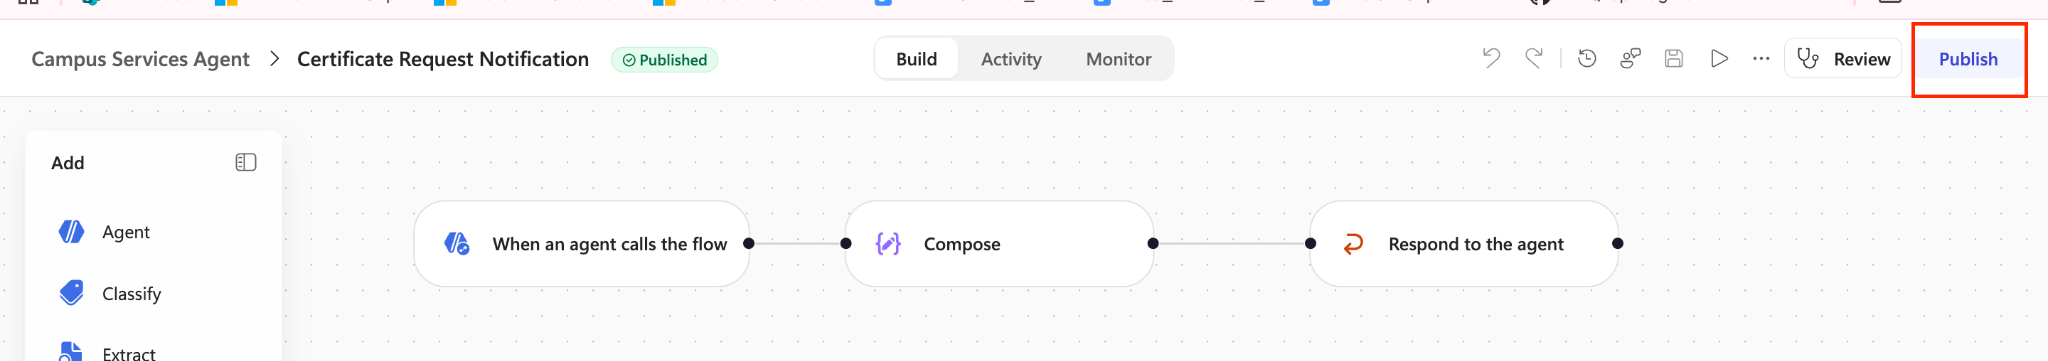 Campus Services Agent > Certificate Request Notification Published Build Activity Monitor ... Review Publish
Add
Agent
When an agent calls the flow Compose Respond to the agent
Classify
Extract